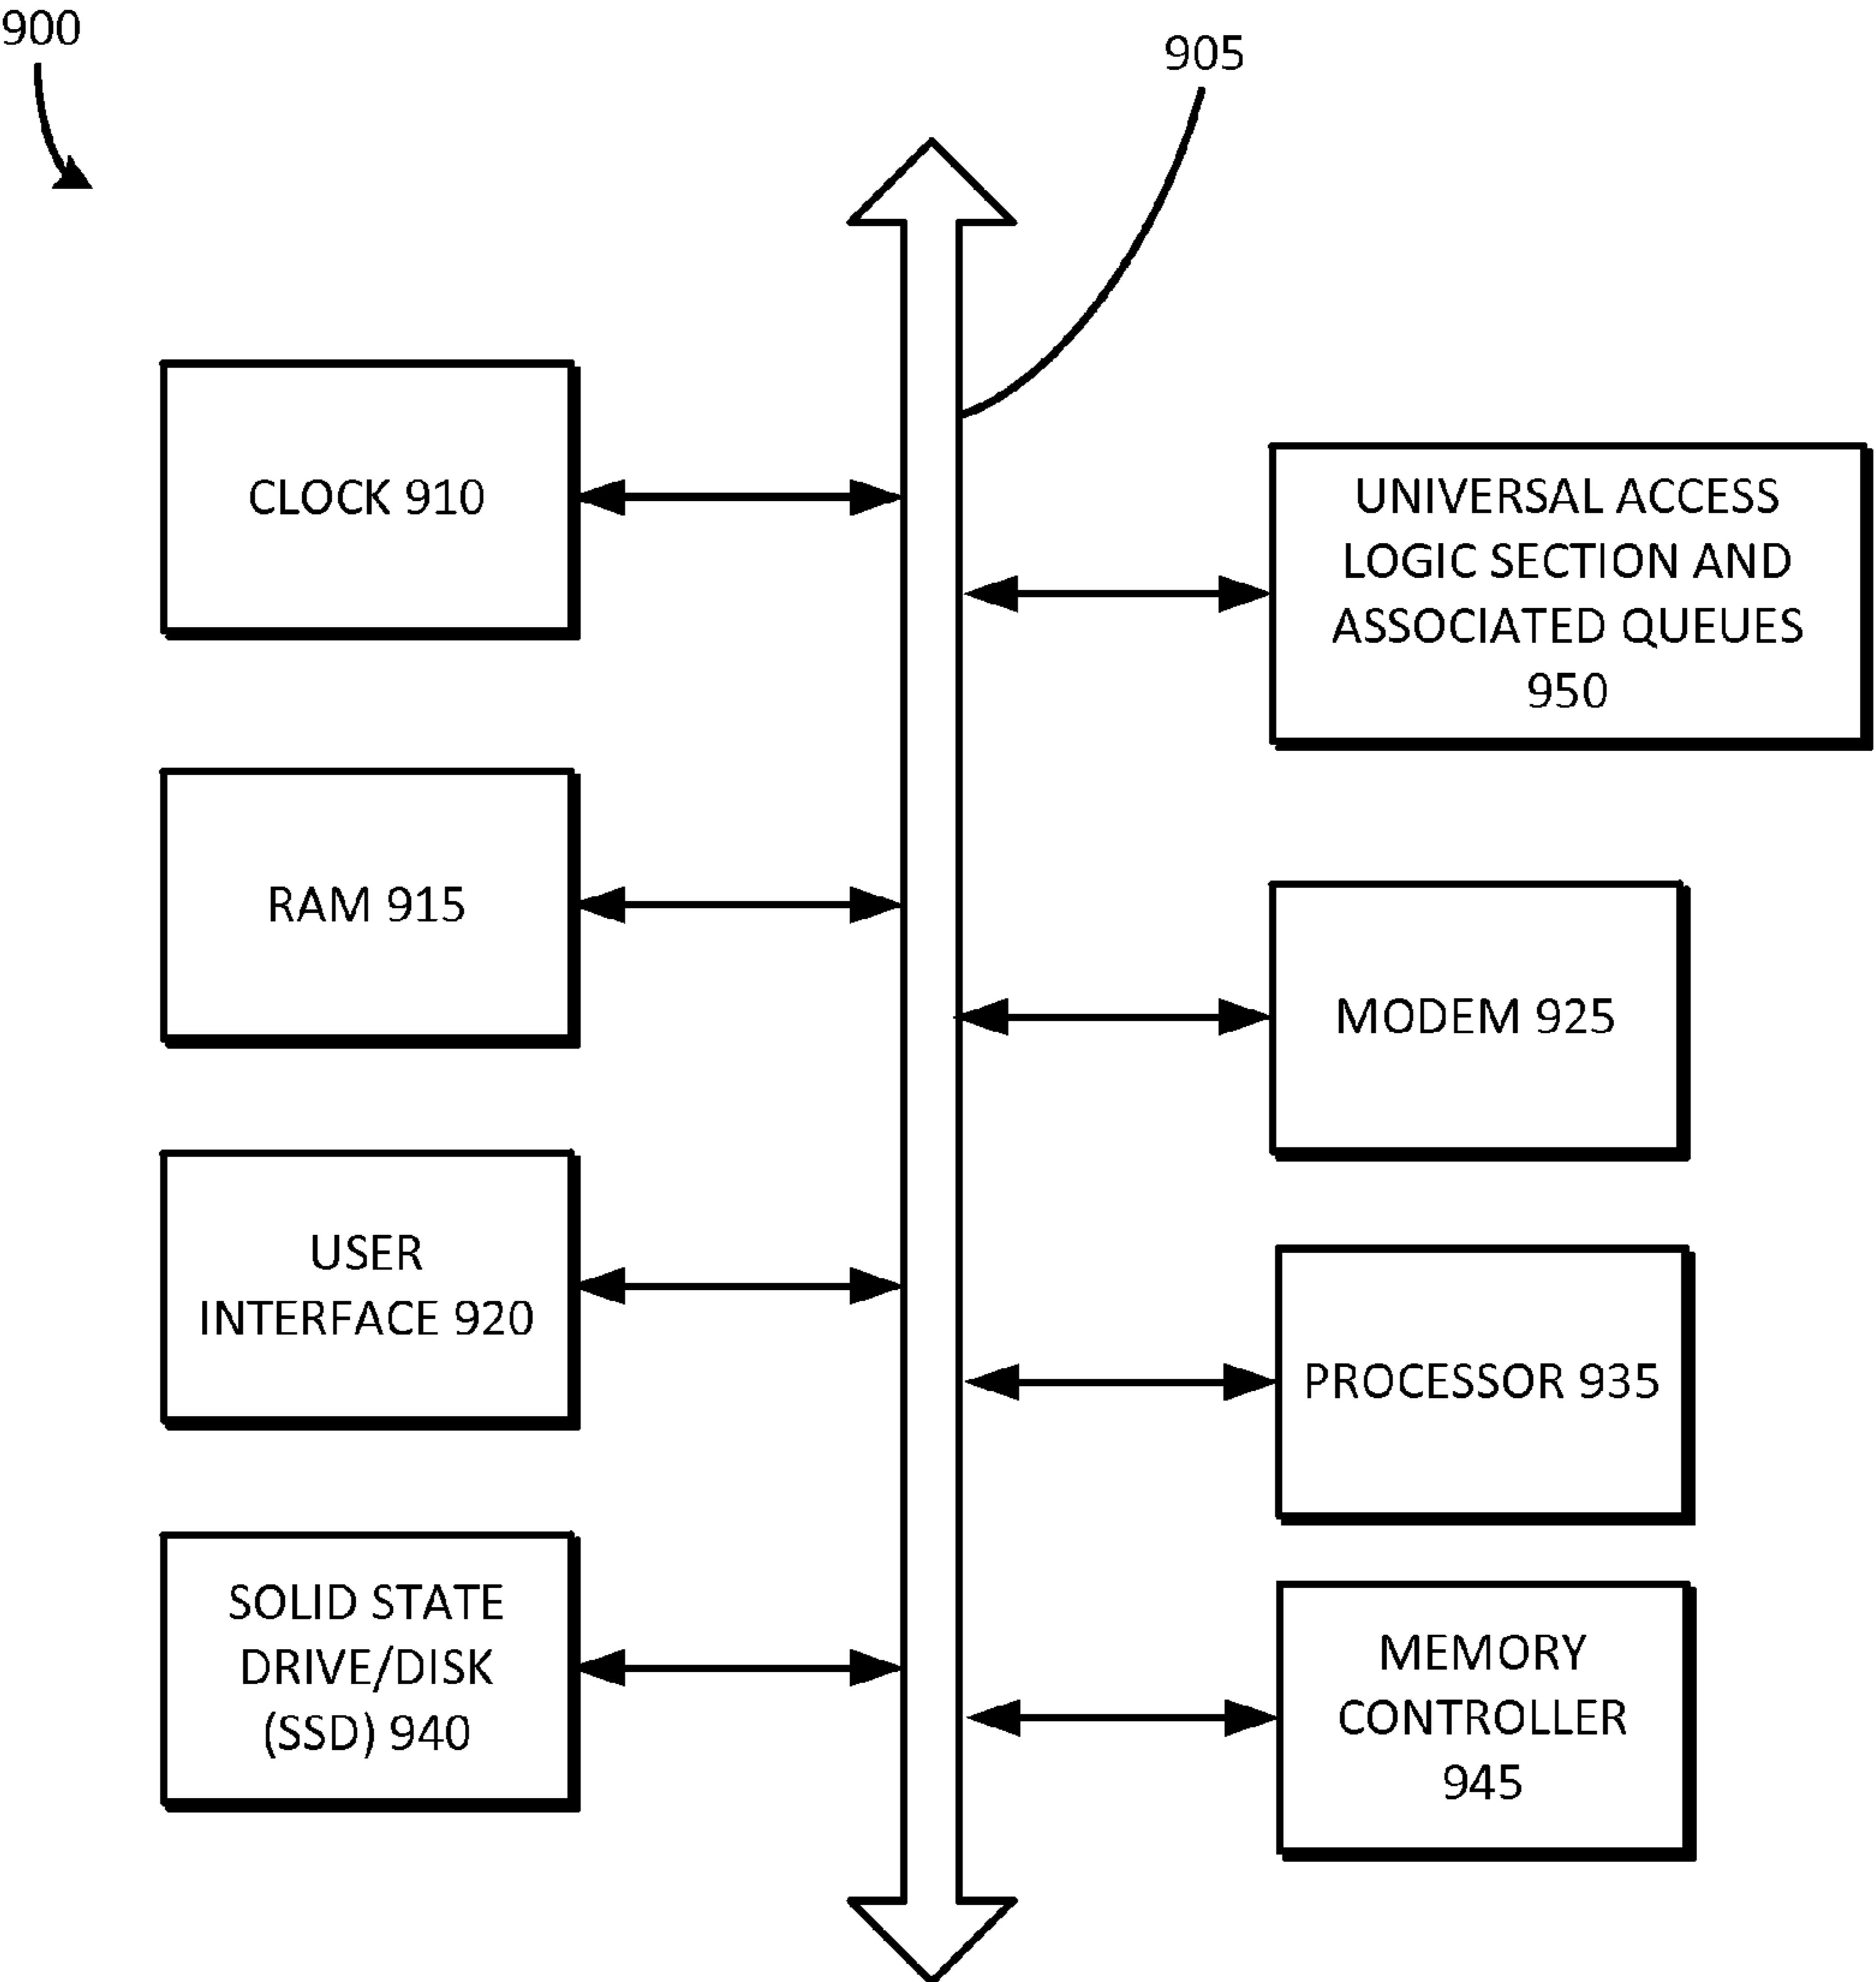 900
905
CLOCK 910
UNIVERSAL ACCESS
LOGIC SECTION AND
ASSOCIATED QUEUES
950
RAM 915
MODEM 925
USER
INTERFACE 920
PROCESSOR 935
SOLID STATE
DRIVE/DISK
(SSD) 940
MEMORY
CONTROLLER
945